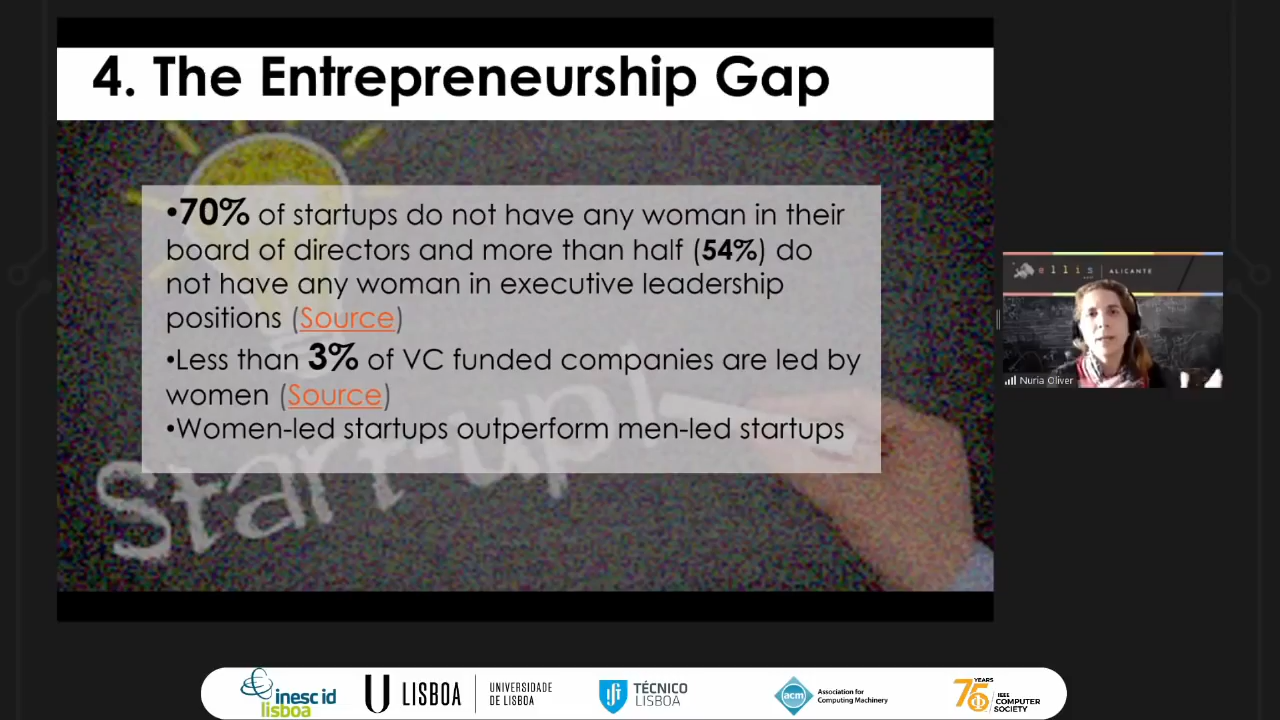 4. The Entrepreneurship Gap
•70% of startups do not have any woman in their
board of directors and more than half (54%) do
not have any woman in executive leadership
positions (Source)
•Less than 3% of VC funded companies are led by
women (Source)
•Women-led startups outperform men-led startups
Start-up!
ellis
ALICANTE
Nuria Oliver
inesc id
lisboa
LISBOA
UNIVERSIDADE
DE LISBOA
TÉCNICO
LISBOA
acm
Association for
Computing Machinery
75
YEARS
IEEE
COMPUTER
SOCIETY